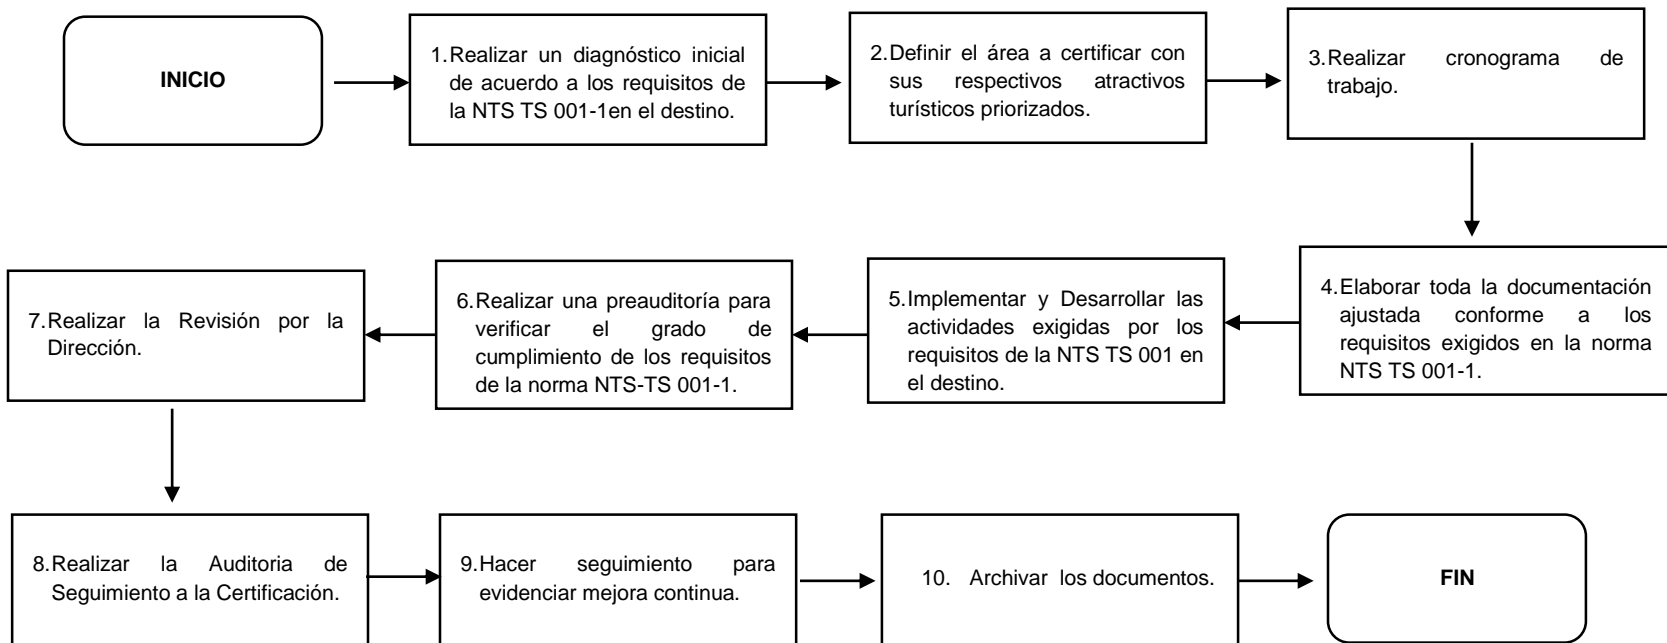 INICIO
1.Realizar un diagnóstico inicial
de acuerdo a los requisitos de
la NTS TS 001-1en el destino.
2.Definir el área a certificar con
sus respectivos atractivos
turísticos priorizados.
3.Realizar cronograma de
trabajo.
4.Elaborar toda la documentación
ajustada conforme a los
requisitos exigidos en la norma
NTS TS 001-1.
5.Implementar y Desarrollar las
actividades exigidas por los
requisitos de la NTS TS 001 en
el destino.
6.Realizar una preauditoría para
verificar el grado de
cumplimiento de los requisitos
de la norma NTS-TS 001-1.
7.Realizar la Revisión por la
Dirección.
8.Realizar la Auditoria de
Seguimiento a la Certificación.
9.Hacer seguimiento para
evidenciar mejora continua.
10. Archivar los documentos.
FIN